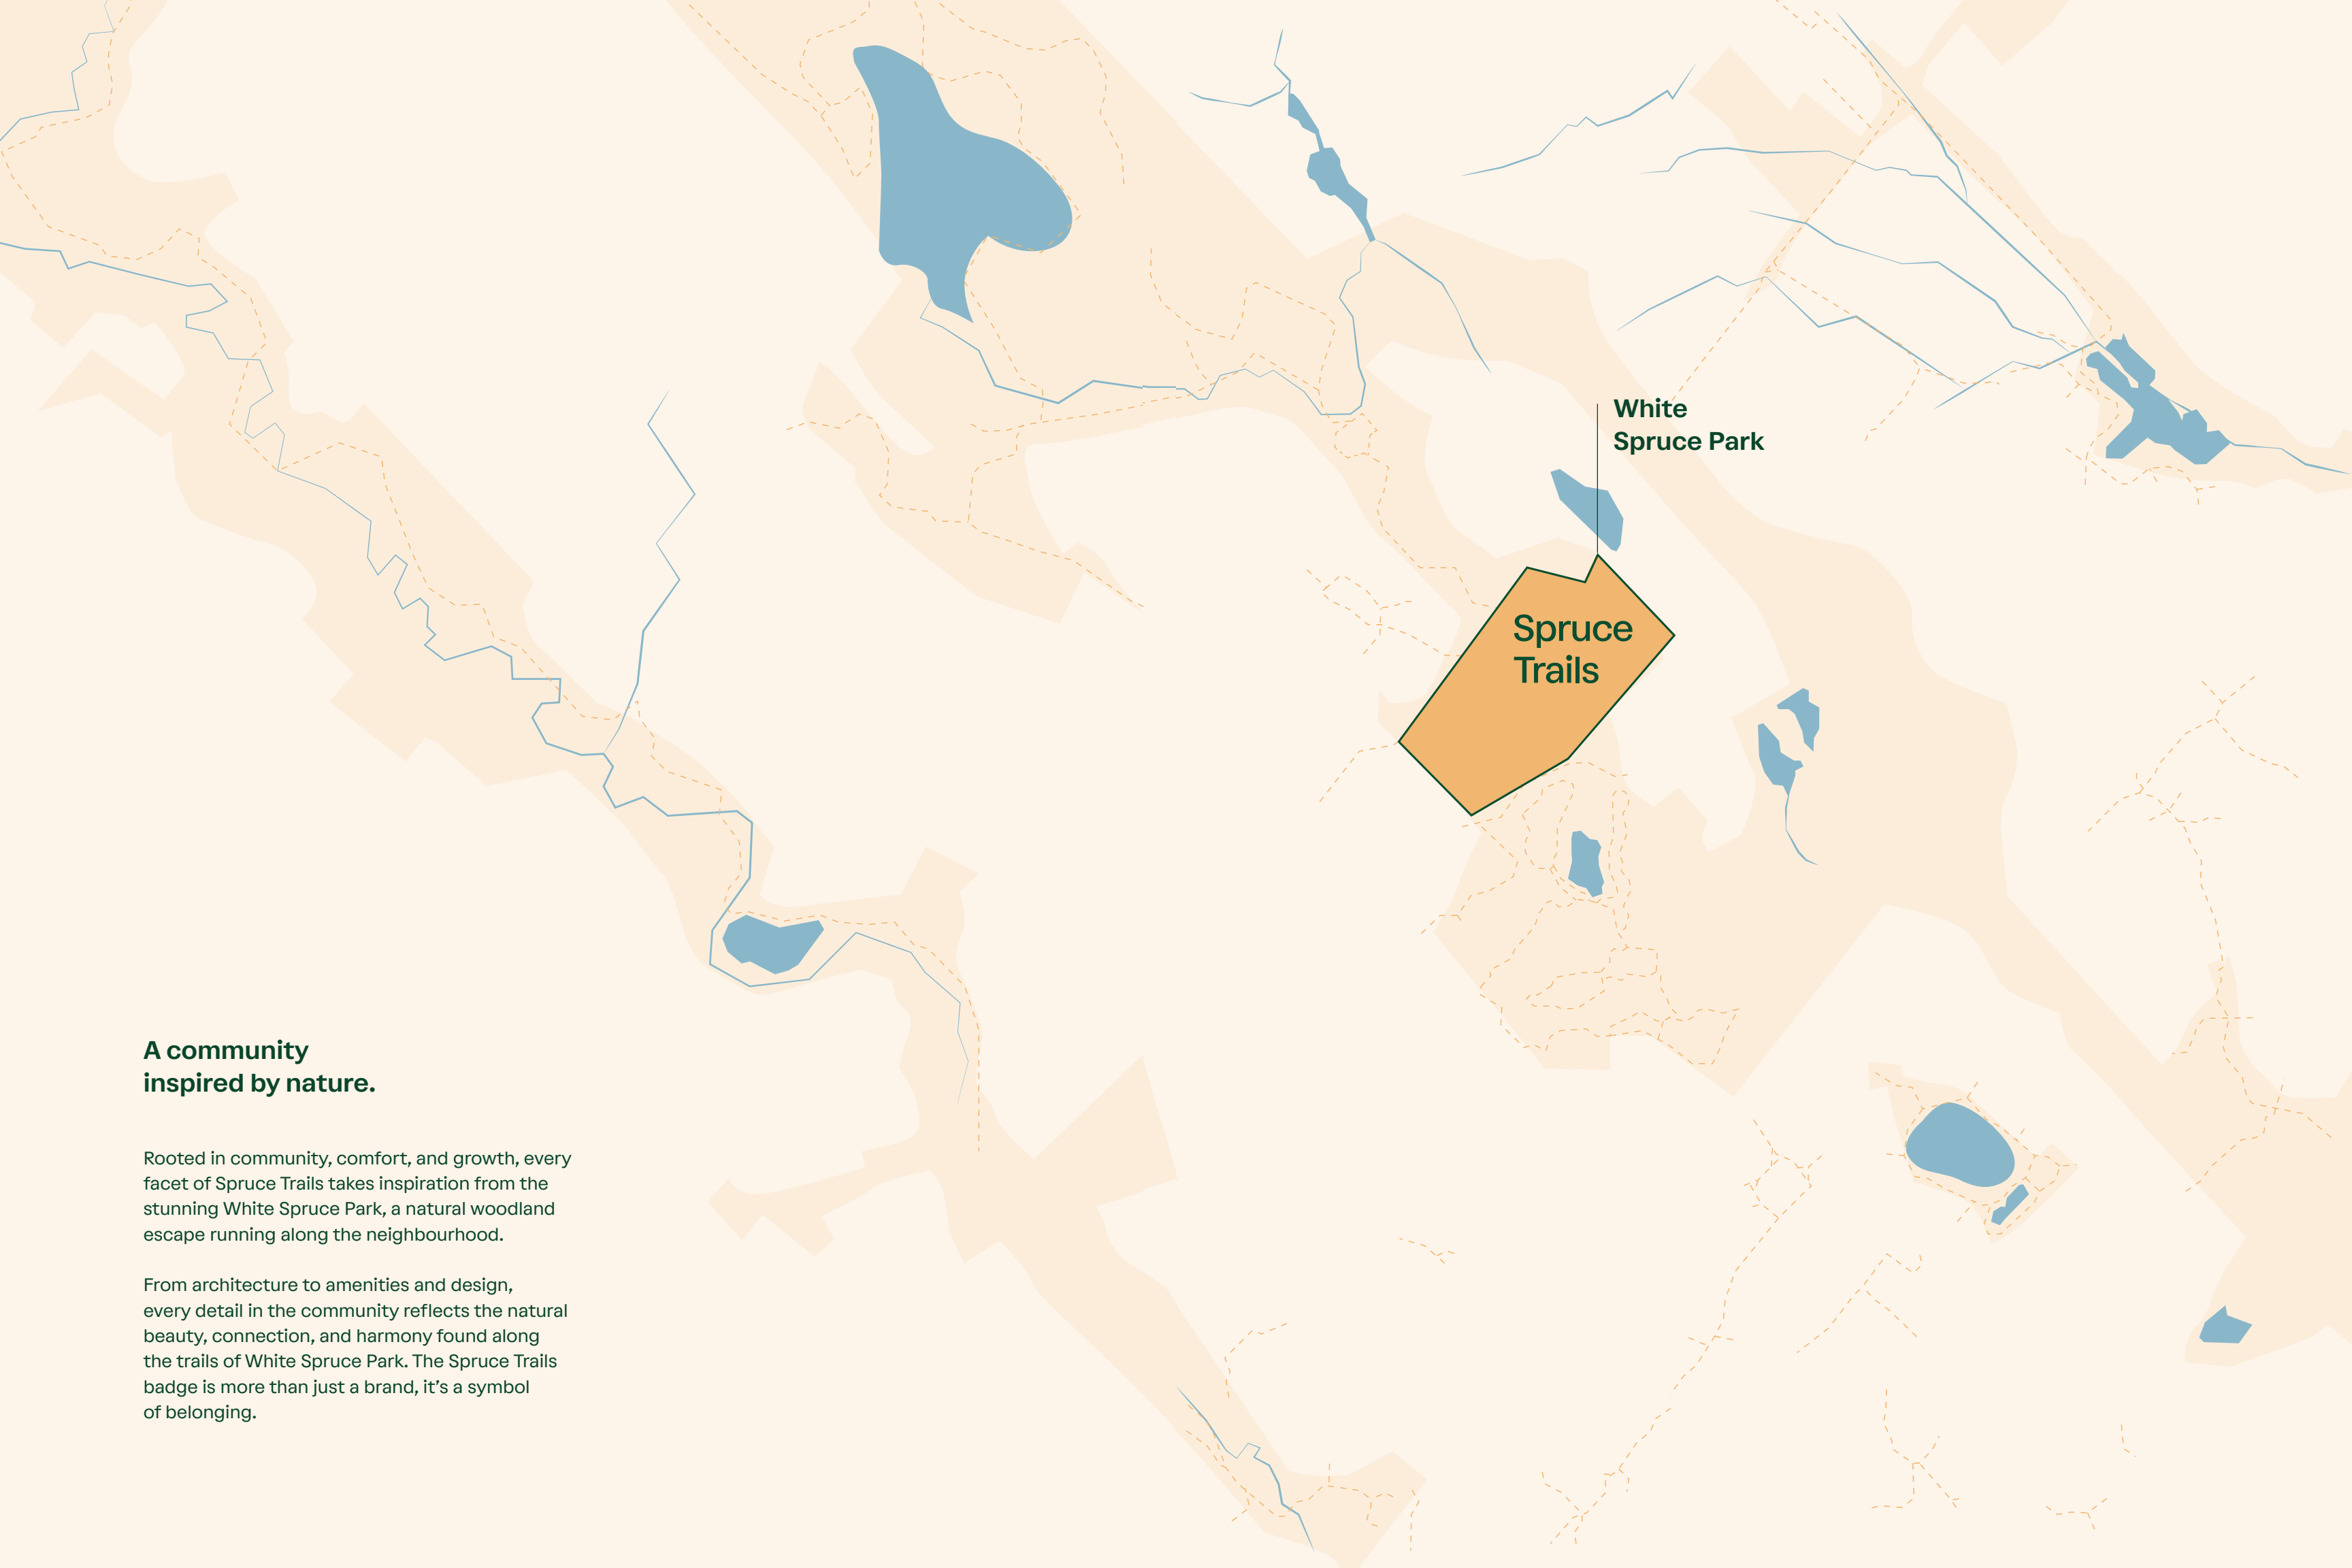 White
Spruce Park
Spruce
Trails
A community
inspired by nature.
Rooted in community, comfort, and growth, every
facet of Spruce Trails takes inspiration from the
stunning White Spruce Park, a natural woodland
escape running along the neighbourhood.
From architecture to amenities and design,
every detail in the community reflects the natural
beauty, connection, and harmony found along
the trails of White Spruce Park. The Spruce Trails
badge is more than just a brand, it’s a symbol
of belonging.